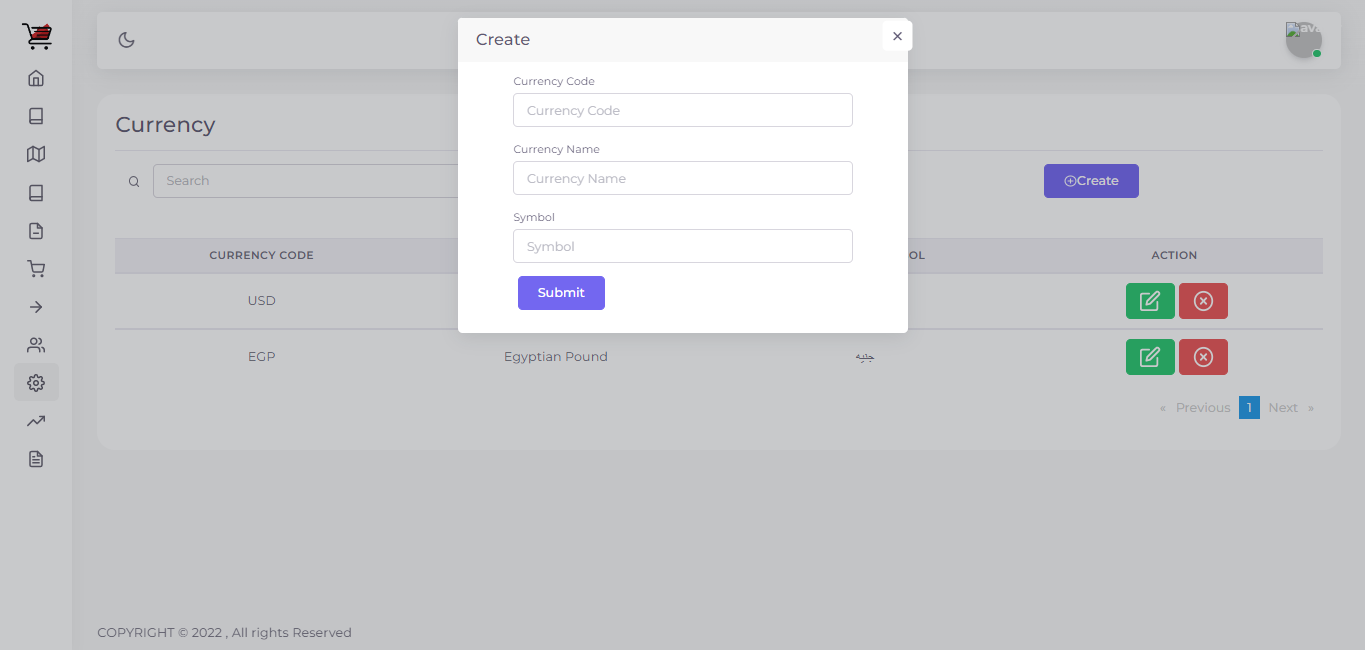 Create
Currency Code
Currency Code
Currency Name
Currency Name
Symbol
Symbol
Submit
Currency
Search
Create
CURRENCY CODE
OL
ACTION
USD
EGP
Egyptian Pound
جنيه
« Previous 1 Next »
COPYRIGHT © 2022 , All rights Reserved